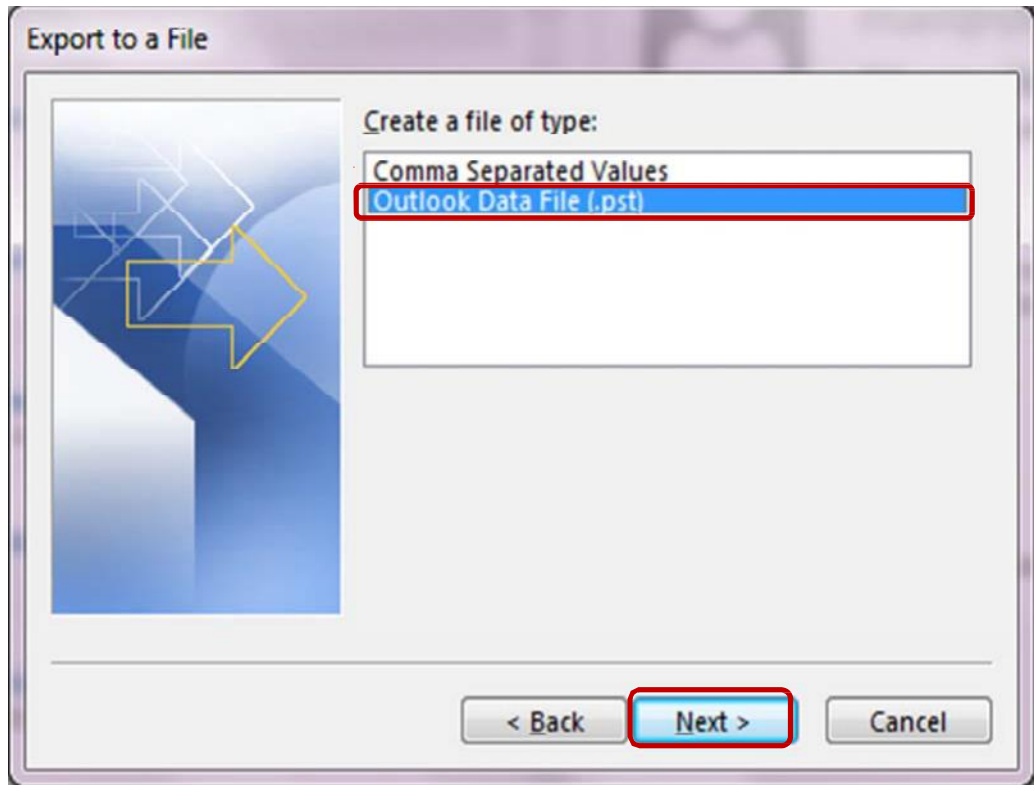 Export to a File
Create a file of type:
Comma Separated Values
Outlook Data File (.pst)
< Back
Next >
Cancel